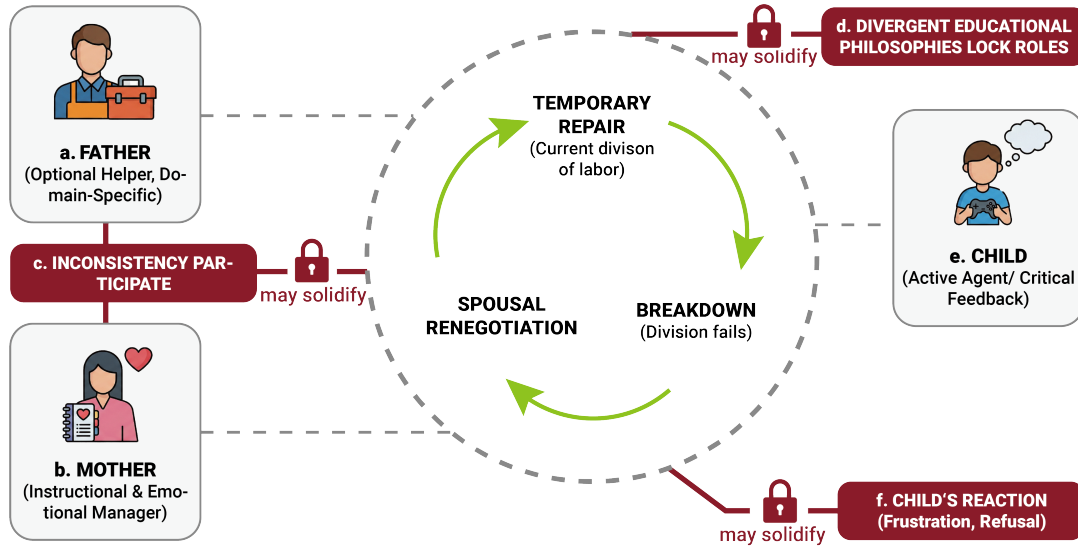 a. FATHER
(Optional Helper, Do-
main-Specific)
c. INCONSISTENCY PAR-
TICIPATE
may solidify
b. MOTHER
(Instructional & Emo-
tional Manager)
TEMPORARY
REPAIR
(Current divison
of labor)
SPOUSAL
RENEGOTIATION
BREAKDOWN
(Division fails)
may solidify
d. DIVERGENT EDUCATIONAL
PHILOSOPHIES LOCK ROLES
e. CHILD
(Active Agent/ Critical
Feedback)
may solidify
f. CHILD'S REACTION
(Frustration, Refusal)